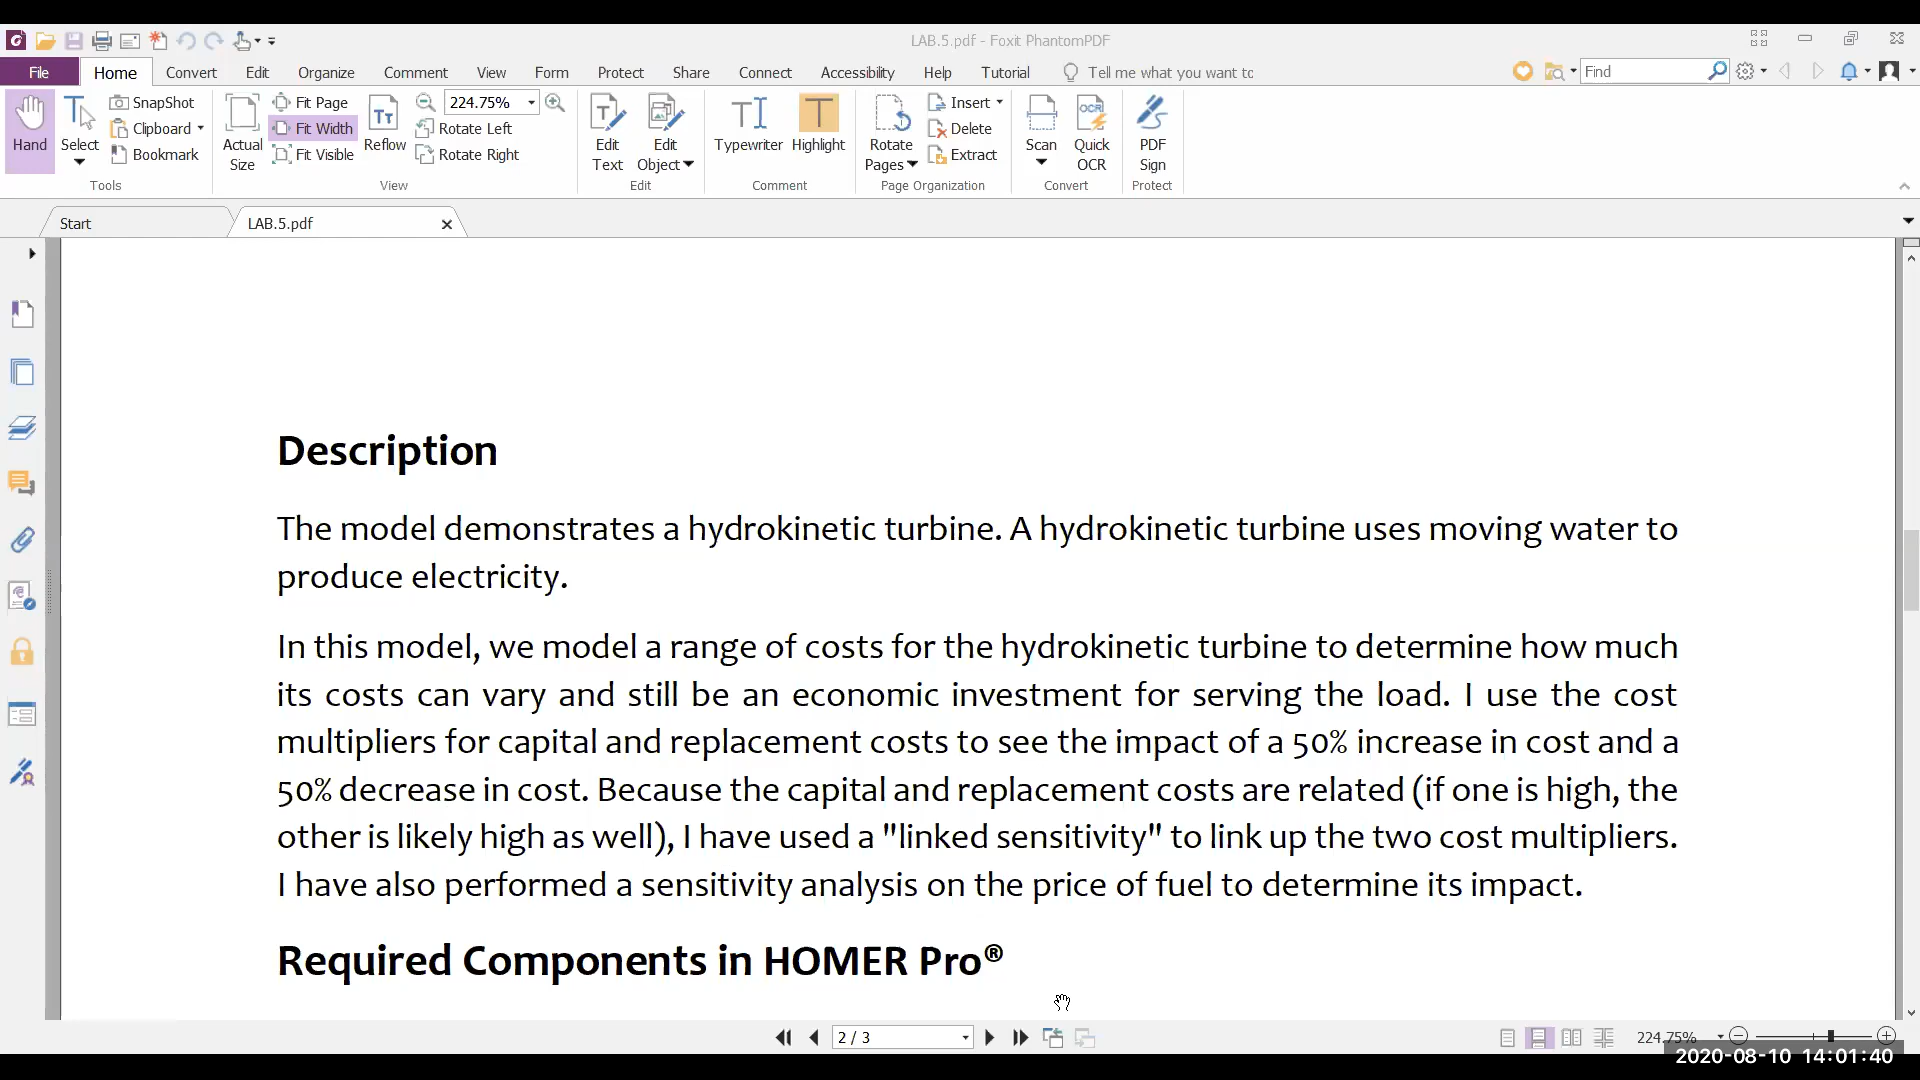 LAB.5.pdf - Foxit PhantomPDF
File Home Convert Edit Organize Comment View Form Protect Share Connect Accessibility Help Tutorial Tell me what you want to Find
Hand
Select
SnapShot
Clipboard
Bookmark
Tools
Actual Size
Fit Page
Fit Width
Fit Visible
Reflow
224.75%
Rotate Left
Rotate Right
View
Edit Text
Edit Object
Edit
Typewriter
Highlight
Comment
Rotate Pages
Insert
Delete
Extract
Page Organization
Scan
Quick OCR
Convert
PDF Sign
Protect
Start
LAB.5.pdf
Description
The model demonstrates a hydrokinetic turbine. A hydrokinetic turbine uses moving water to
produce electricity.
In this model, we model a range of costs for the hydrokinetic turbine to determine how much
its costs can vary and still be an economic investment for serving the load. I use the cost
multipliers for capital and replacement costs to see the impact of a 50% increase in cost and a
50% decrease in cost. Because the capital and replacement costs are related (if one is high, the
other is likely high as well), I have used a "linked sensitivity" to link up the two cost multipliers.
I have also performed a sensitivity analysis on the price of fuel to determine its impact.
Required Components in HOMER Pro®
2 / 3
224.75%
2020-08-10 14:01:40